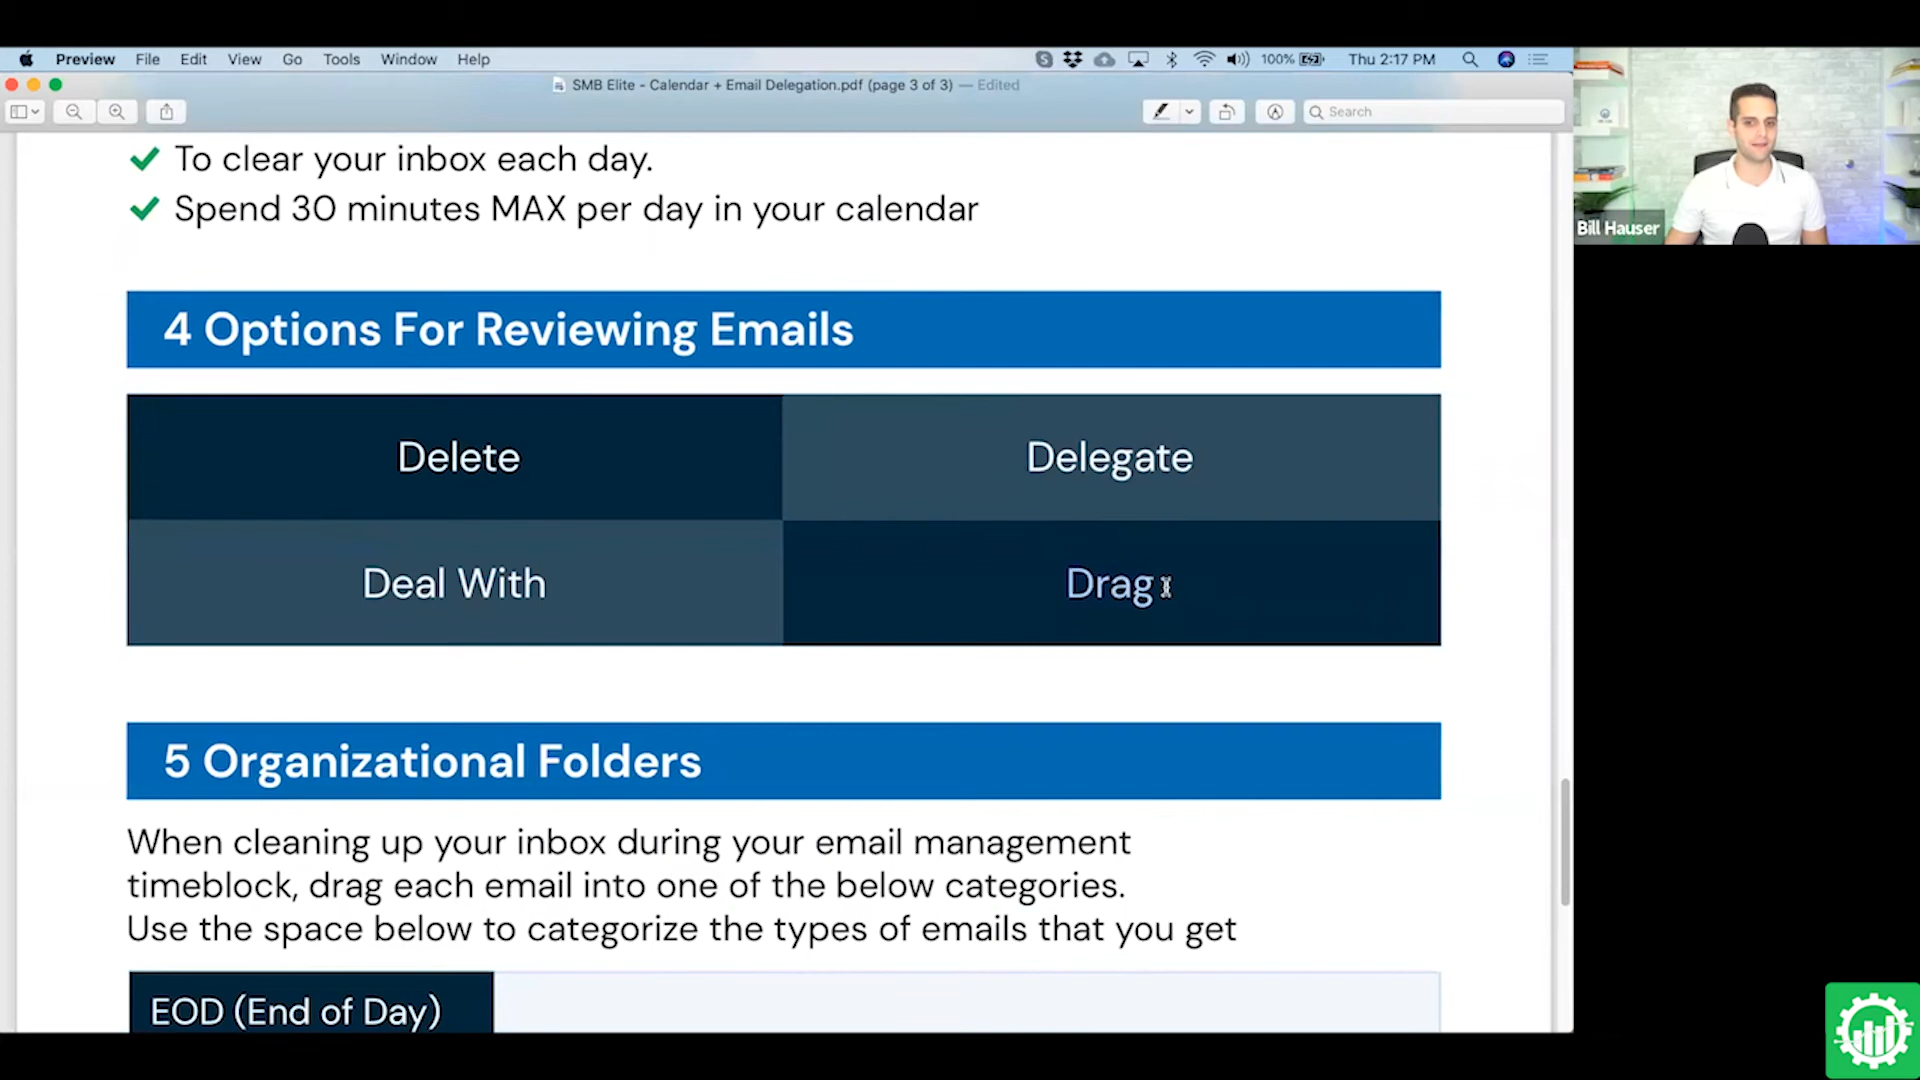 Preview File Edit View Go Tools Window Help
100% Thu 2:17 PM
SMB Elite - Calendar + Email Delegation.pdf (page 3 of 3) — Edited
Search
To clear your inbox each day.
Spend 30 minutes MAX per day in your calendar
Bill Hauser
4 Options For Reviewing Emails
Delete
Delegate
Deal With
Drag
5 Organizational Folders
When cleaning up your inbox during your email management
timeblock, drag each email into one of the below categories.
Use the space below to categorize the types of emails that you get
EOD (End of Day)